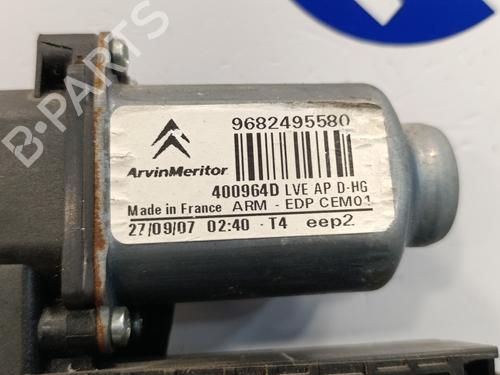 9682495580
ArvinMeritor
400964D LVE AP D-HG
Made in France ARM - EDP CEM01
27/09/07 02:40 - T4 eep2
B-PARTS